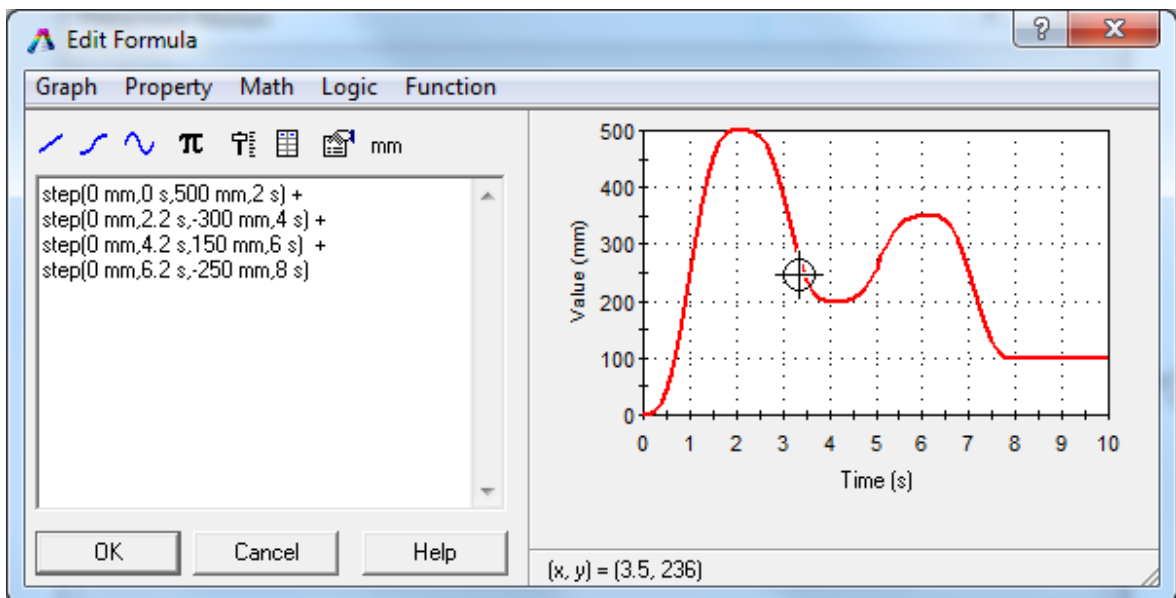 Edit Formula
Graph Property Math Logic Function
π mm
step(0 mm,0 s,500 mm,2 s) +
step(0 mm,2.2 s,-300 mm,4 s) +
step(0 mm,4.2 s,150 mm,6 s) +
step(0 mm,6.2 s,-250 mm,8 s)
OK Cancel Help
500
400
300
200
100
0
Value (mm)
0 1 2 3 4 5 6 7 8 9 10
Time (s)
(x, y) = (3.5, 236)